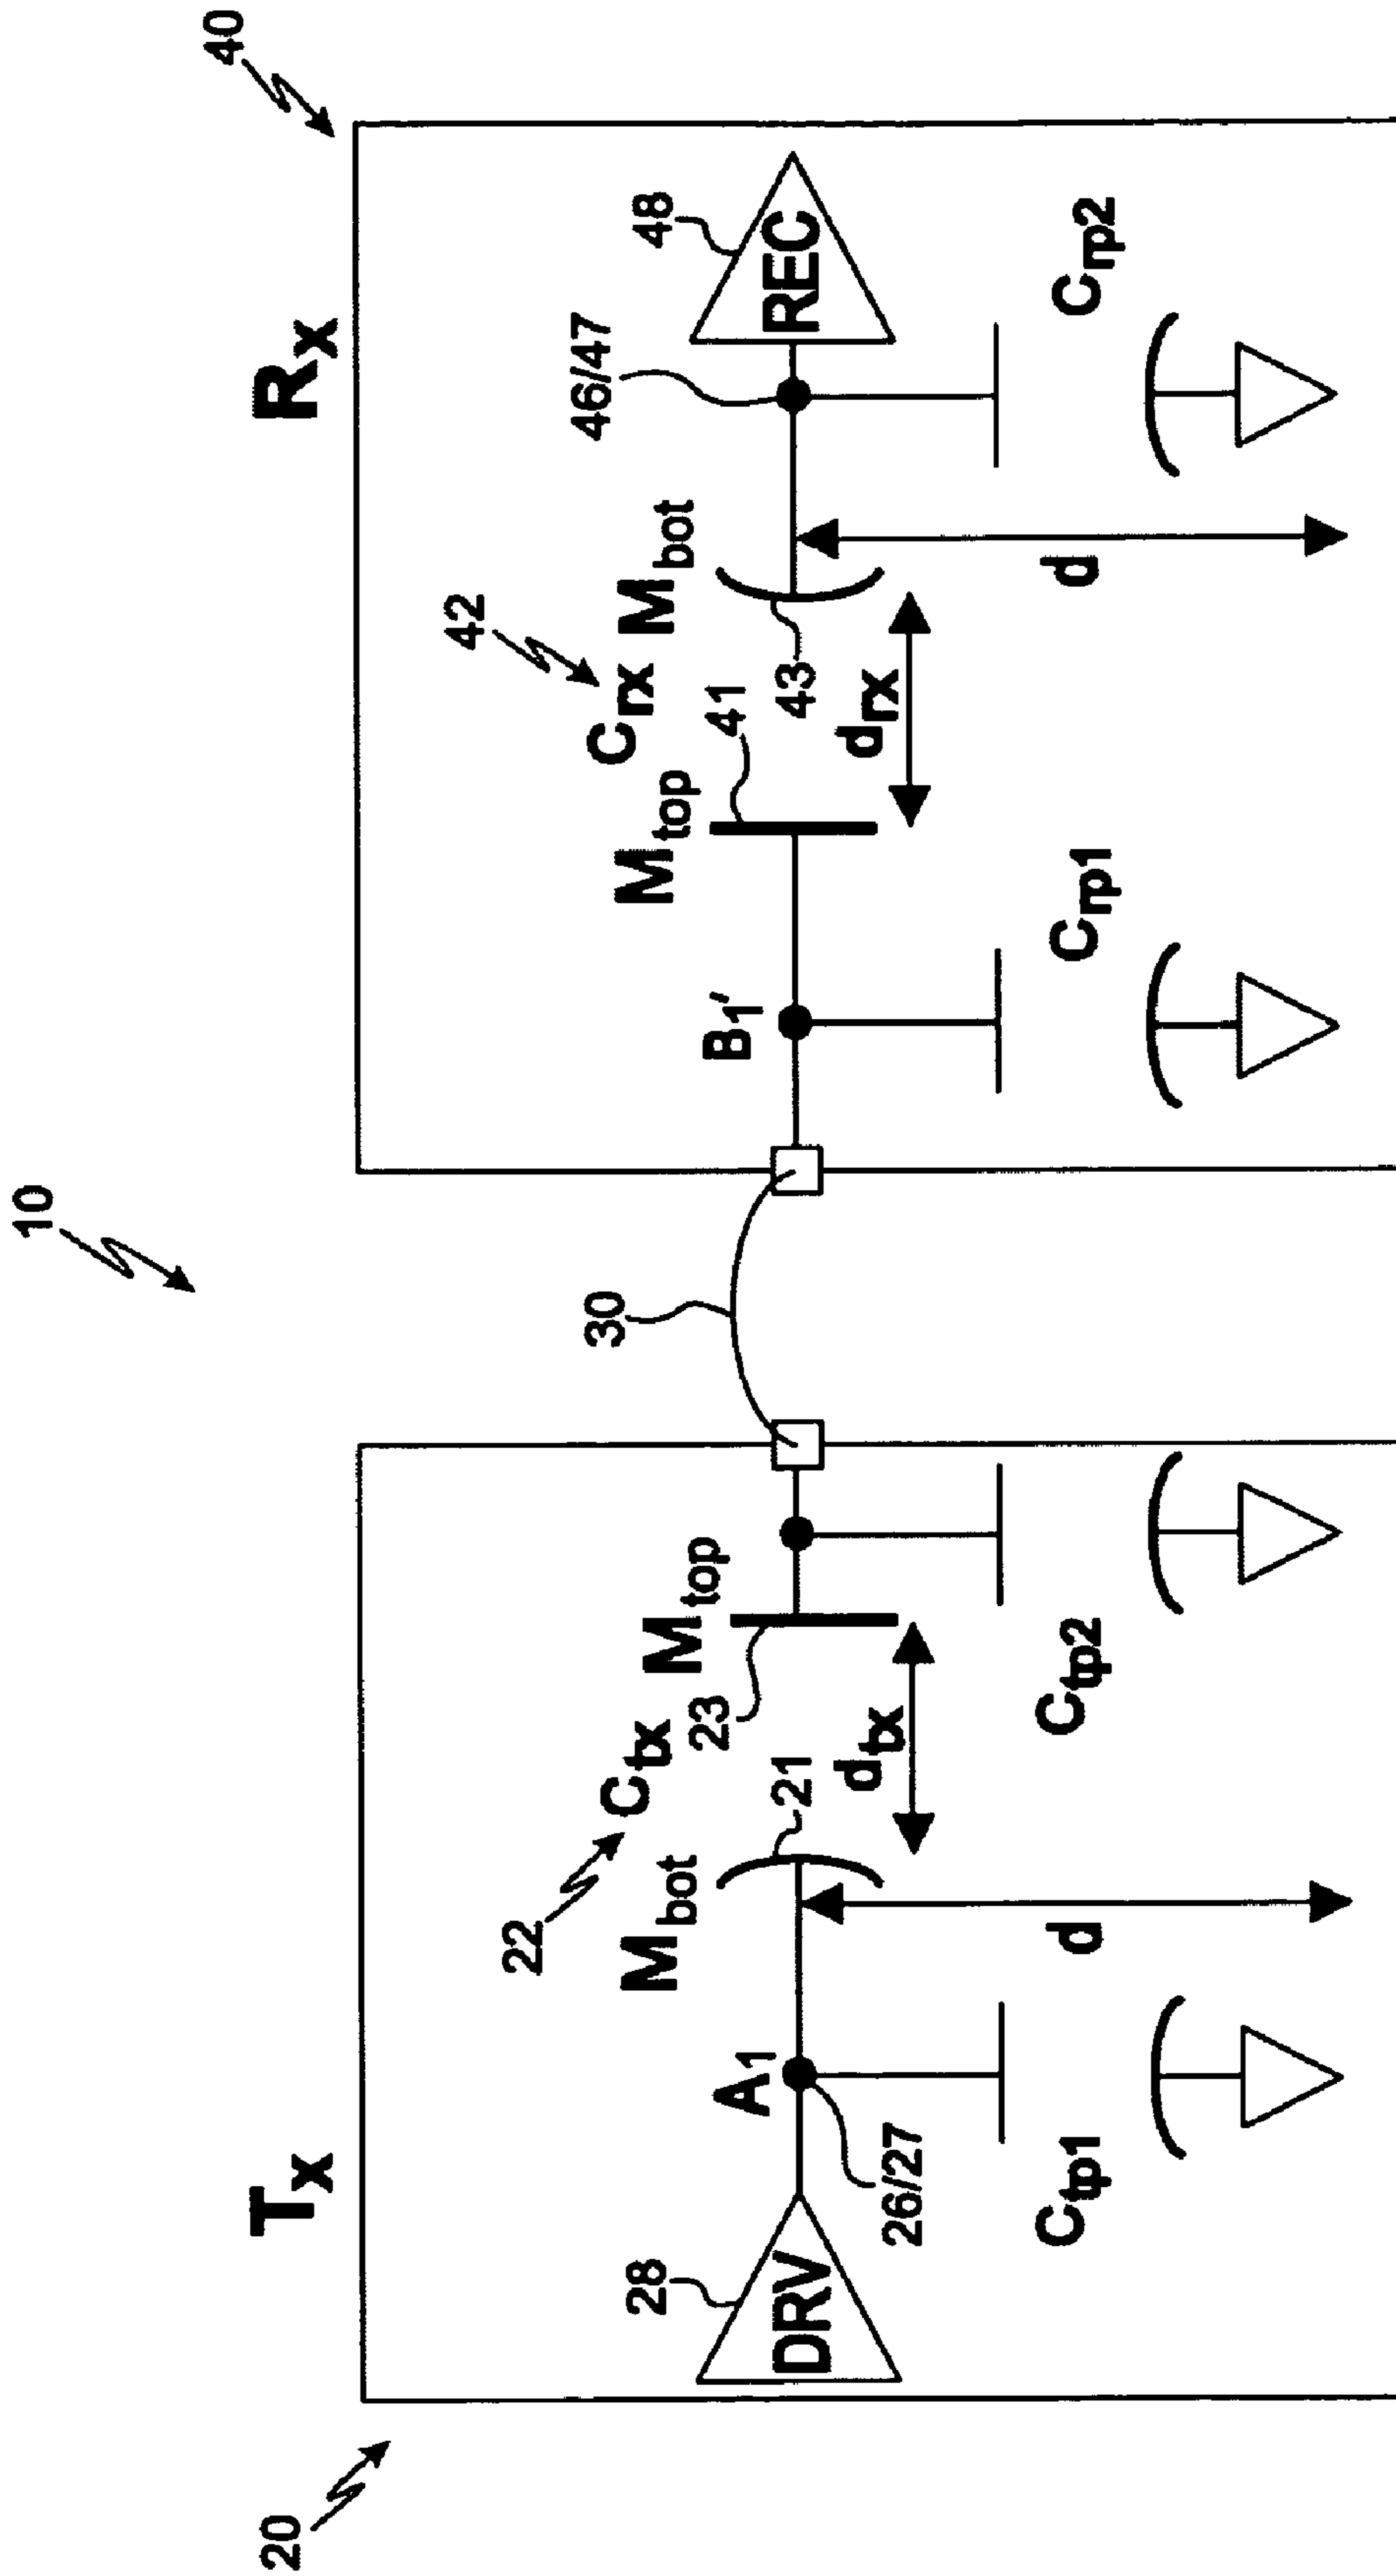 10
20
Tx
40
Rx
28
DRV
A1
26/27
Ctp1
22
Ctx
Mbot
21
Mtop
23
dtx
d
Ctp2
30
B1'
Crp1
42
Crx
Mtop
41
Mbot
43
drx
d
46/47
48
REC
Crp2